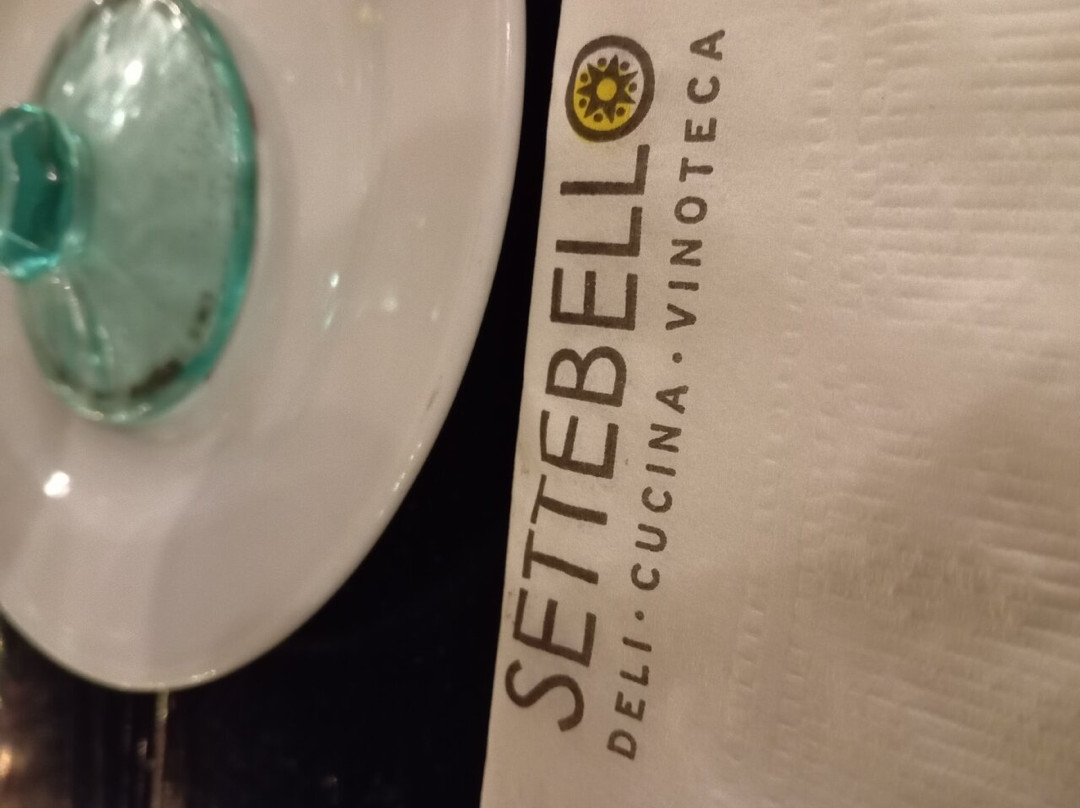 SETTEBELLO
DELI · CUCINA · VINOTECA